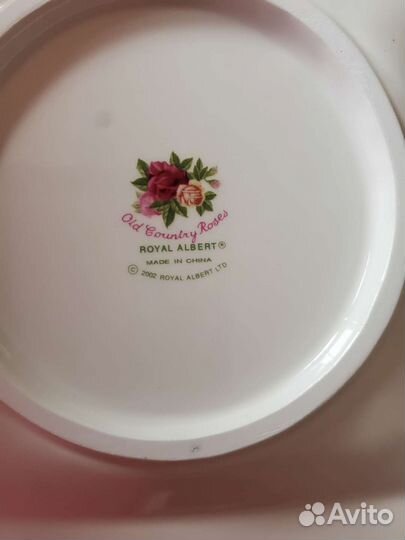 Old Country Roses
ROYAL ALBERT®
MADE IN CHINA
© 2002 ROYAL ALBERT LTD
Avito